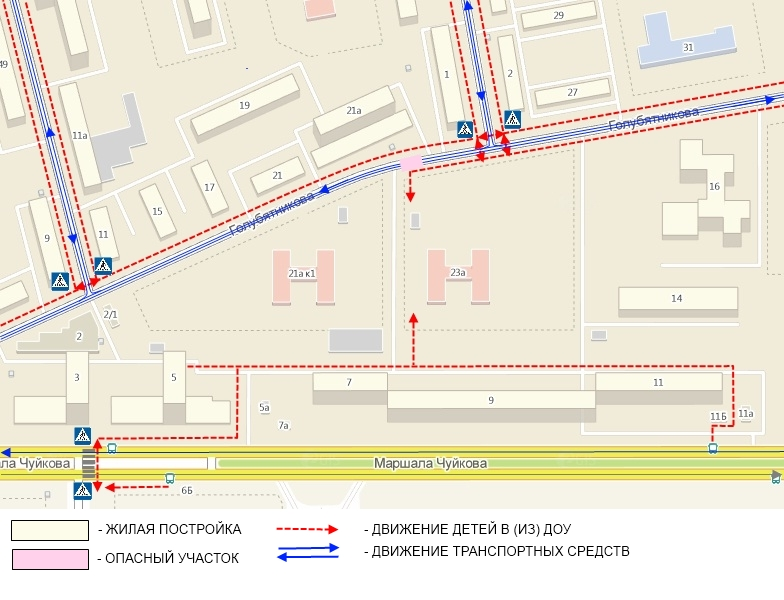 29
31
1
2
49
27
19
21а
Голубятникова
11а
16
17
21
15
Голубятникова
9
11
21а к1
23а
14
2/1
2
3
5
7
11
9
5а
11Б
11а
7а
ла Чуйкова
Маршала Чуйкова
6Б
- ЖИЛАЯ ПОСТРОЙКА
- ДВИЖЕНИЕ ДЕТЕЙ В (ИЗ) ДОУ
- ОПАСНЫЙ УЧАСТОК
- ДВИЖЕНИЕ ТРАНСПОРТНЫХ СРЕДСТВ